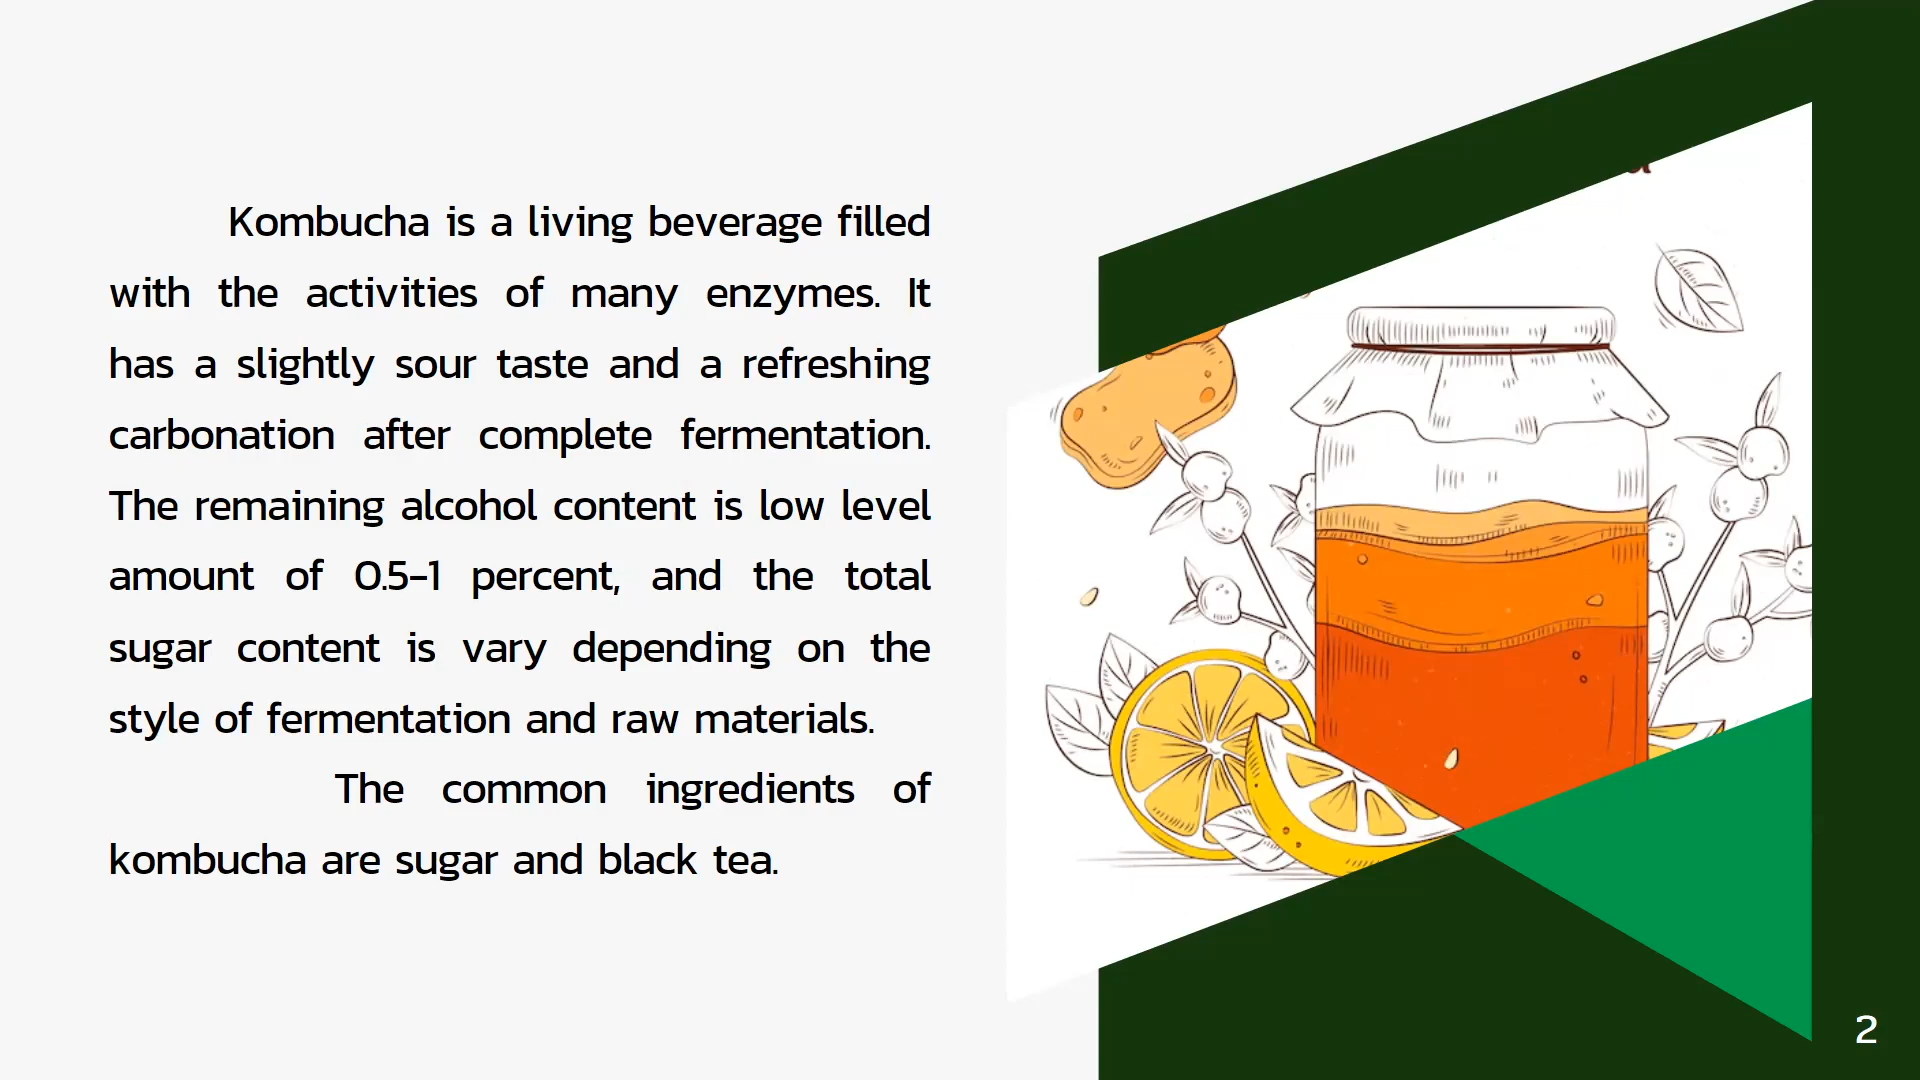 Kombucha is a living beverage filled
with the activities of many enzymes. It
has a slightly sour taste and a refreshing
carbonation after complete fermentation.
The remaining alcohol content is low level
amount of 0.5-1 percent, and the total
sugar content is vary depending on the
style of fermentation and raw materials.
The common ingredients of
kombucha are sugar and black tea.
2